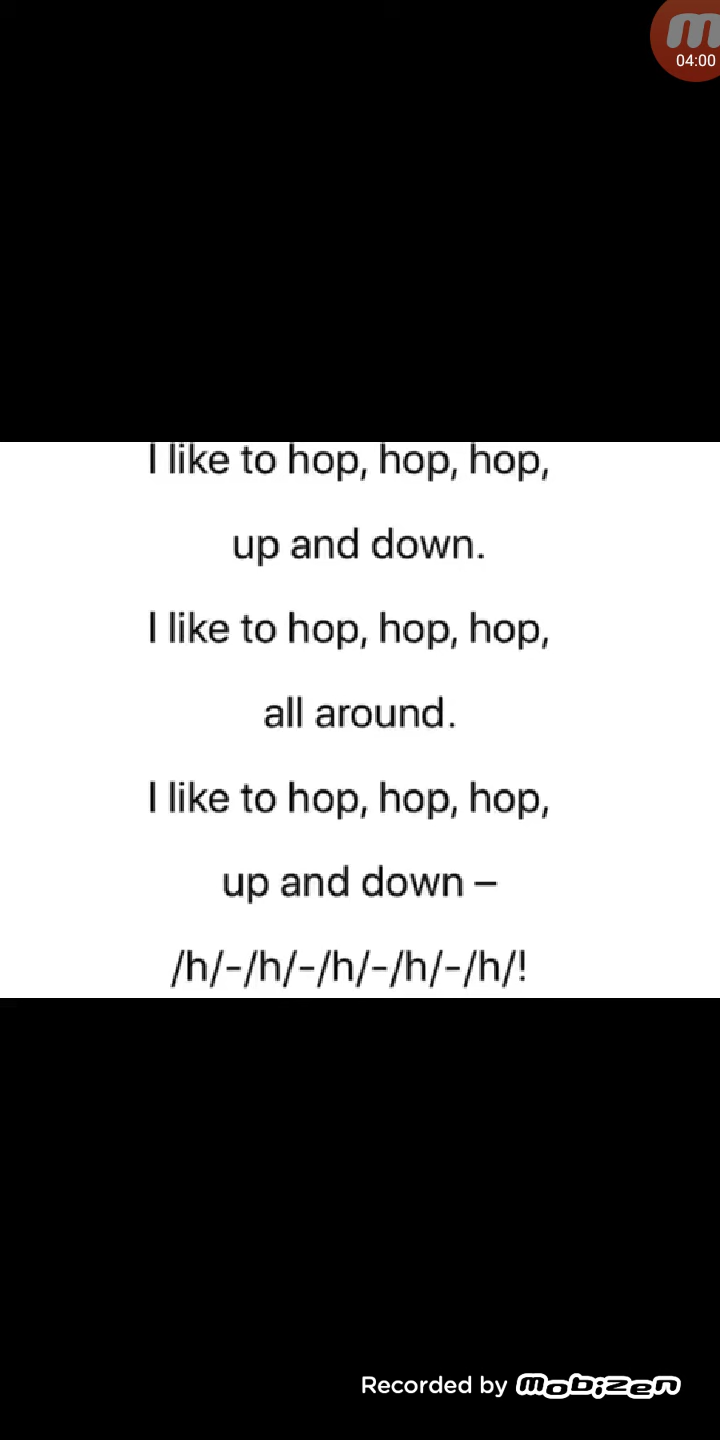 m
04:00
I like to hop, hop, hop,
up and down.
I like to hop, hop, hop,
all around.
I like to hop, hop, hop,
up and down –
/h/-/h/-/h/-/h/-/h/!
Recorded by mobizen